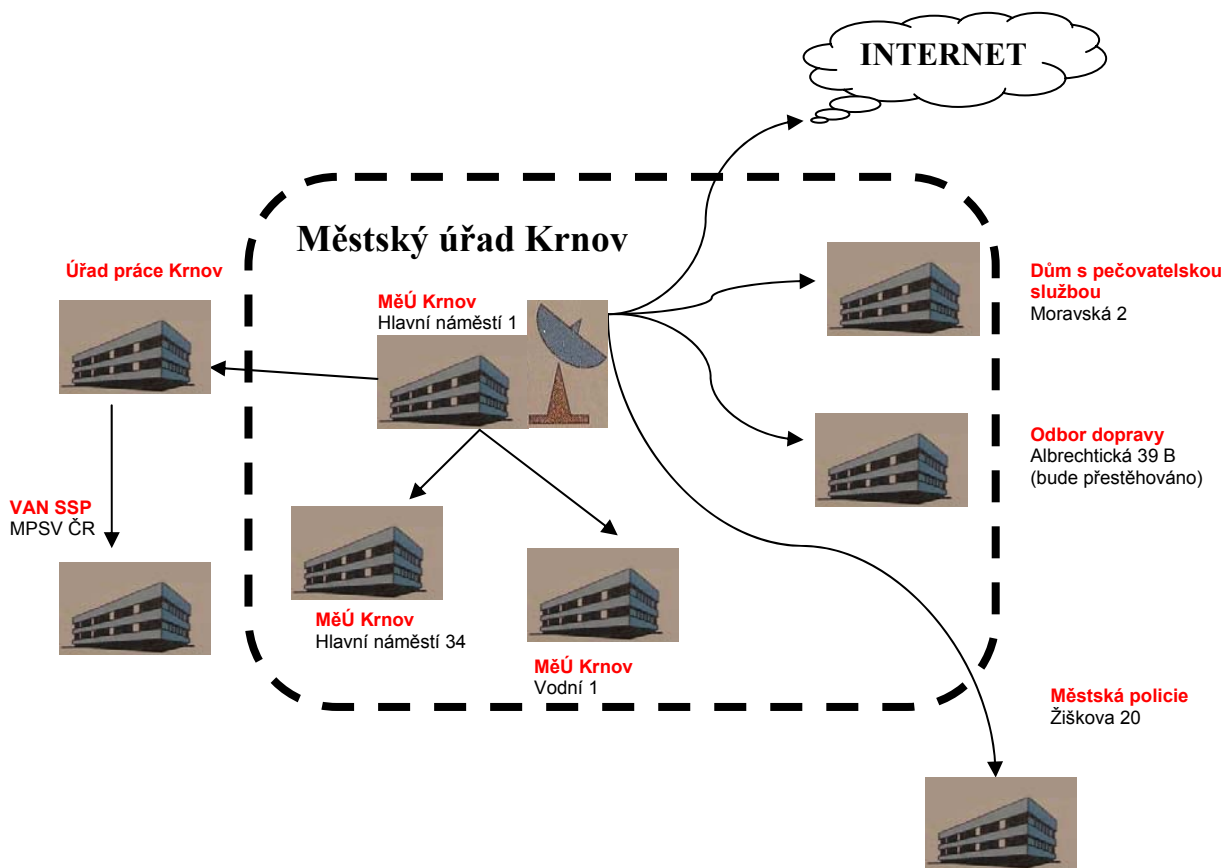 INTERNET
Městský úřad Krnov
Úřad práce Krnov
MěÚ Krnov
Hlavní náměstí 1
Dům s pečovatelskou
službou
Moravská 2
Odbor dopravy
Albrechtická 39 B
(bude přestěhováno)
VAN SSP
MPSV ČR
MěÚ Krnov
Hlavní náměstí 34
MěÚ Krnov
Vodní 1
Městská policie
Žiškova 20